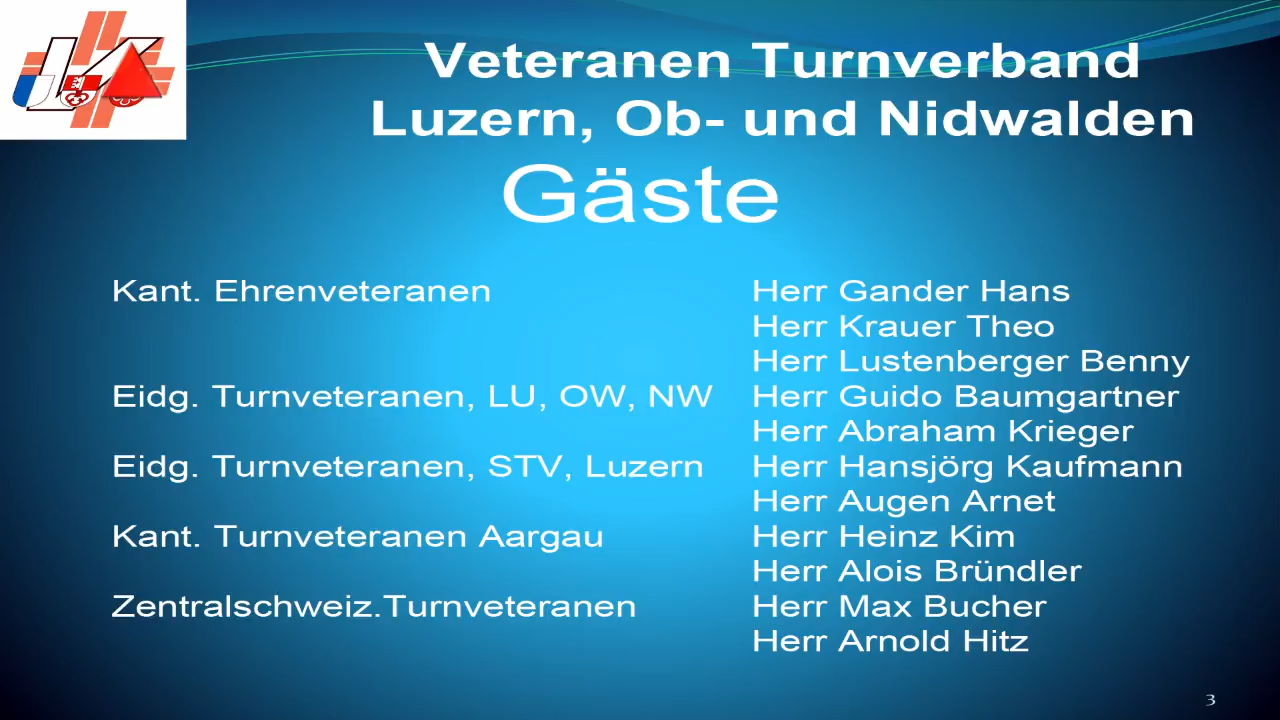 Veteranen Turnverband
Luzern, Ob- und Nidwalden
Gäste
Kant. Ehrenveteranen Herr Gander Hans
Herr Krauer Theo
Herr Lustenberger Benny
Eidg. Turnveteranen, LU, OW, NW Herr Guido Baumgartner
Herr Abraham Krieger
Eidg. Turnveteranen, STV, Luzern Herr Hansjörg Kaufmann
Herr Augen Arnet
Kant. Turnveteranen Aargau Herr Heinz Kim
Herr Alois Bründler
Zentralschweiz.Turnveteranen Herr Max Bucher
Herr Arnold Hitz
3